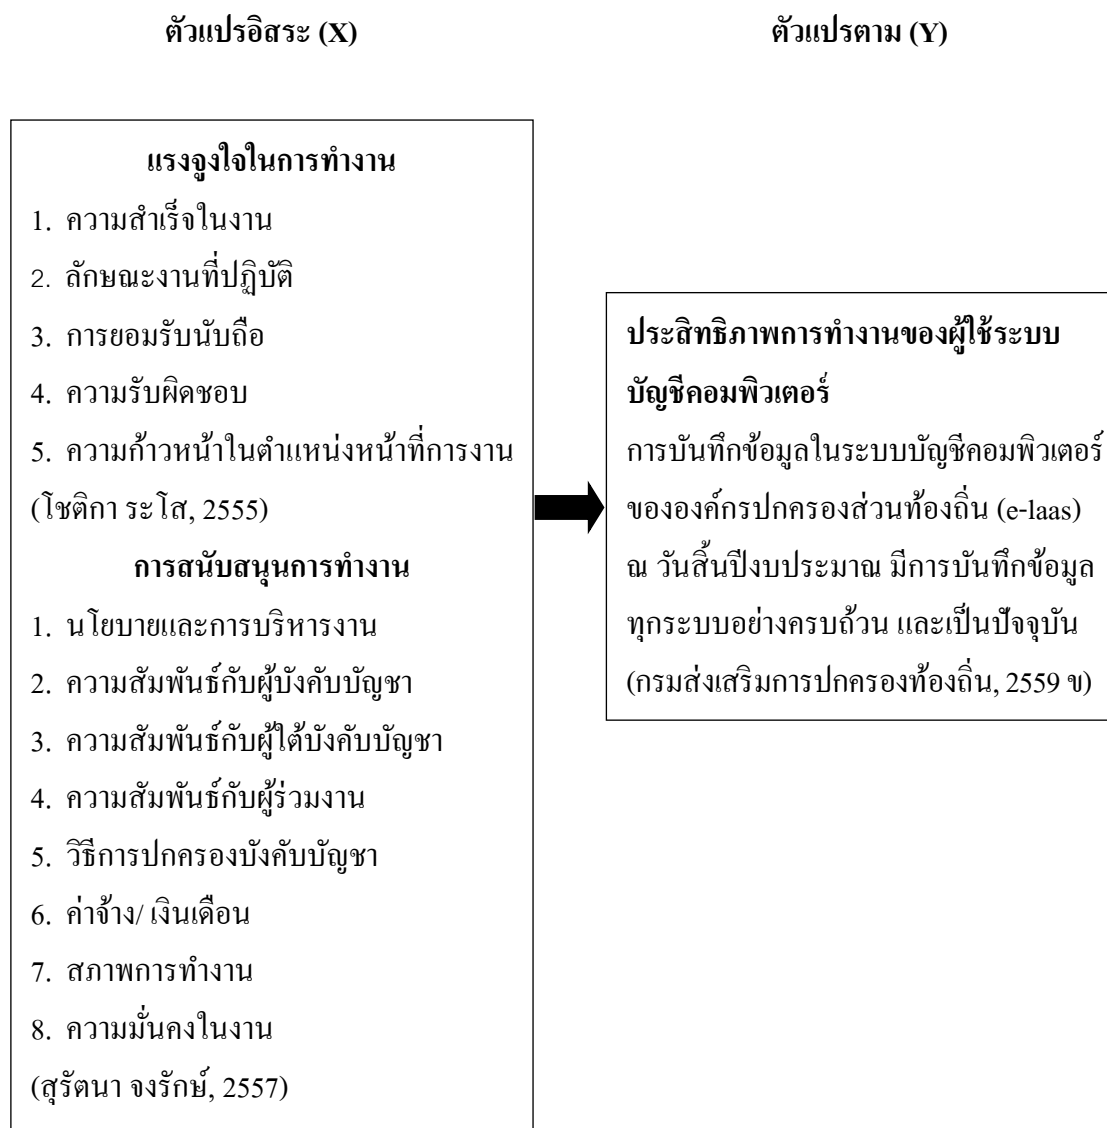 ตัวแปรอิสระ (X)
ตัวแปรตาม (Y)
แรงจูงใจในการทำงาน
1. ความสำเร็จในงาน
2. ลักษณะงานที่ปฏิบัติ
3. การยอมรับนับถือ
4. ความรับผิดชอบ
5. ความก้าวหน้าในตำแหน่งหน้าที่การงาน
(โชติกา ระโส, 2555)
การสนับสนุนการทำงาน
1. นโยบายและการบริหารงาน
2. ความสัมพันธ์กับผู้บังคับบัญชา
3. ความสัมพันธ์กับผู้ใต้บังคับบัญชา
4. ความสัมพันธ์กับผู้ร่วมงาน
5. วิธีการปกครองบังคับบัญชา
6. ค่าจ้าง/ เงินเดือน
7. สภาพการทำงาน
8. ความมั่นคงในงาน
(สุรัตนา จงรักษ์, 2557)
ประสิทธิภาพการทำงานของผู้ใช้ระบบ
บัญชีคอมพิวเตอร์
การบันทึกข้อมูลในระบบบัญชีคอมพิวเตอร์
ขององค์กรปกครองส่วนท้องถิ่น (e-laas)
ณ วันสิ้นปีงบประมาณ มีการบันทึกข้อมูล
ทุกระบบอย่างครบถ้วน และเป็นปัจจุบัน
(กรมส่งเสริมการปกครองท้องถิ่น, 2559 ข)